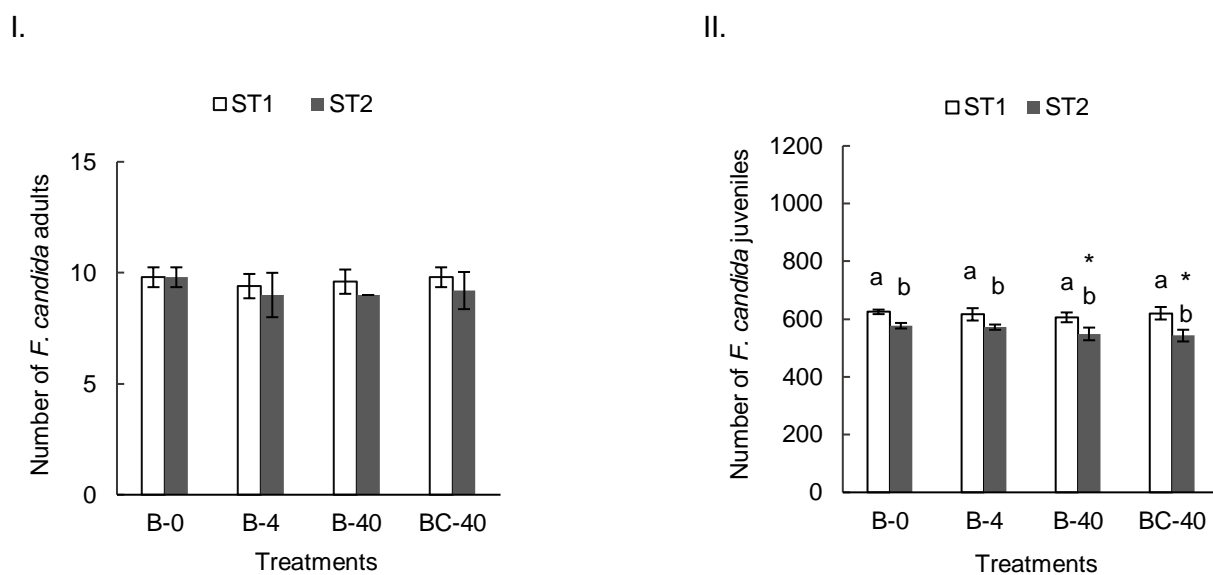 I.
ST1 ST2
Number of F. candida adults
15
10
5
0
B-0 B-4 B-40 BC-40
Treatments
II.
ST1 ST2
Number of F. candida juveniles
1200
1000
800
600
400
200
0
a b a b a b * a b *
B-0 B-4 B-40 BC-40
Treatments